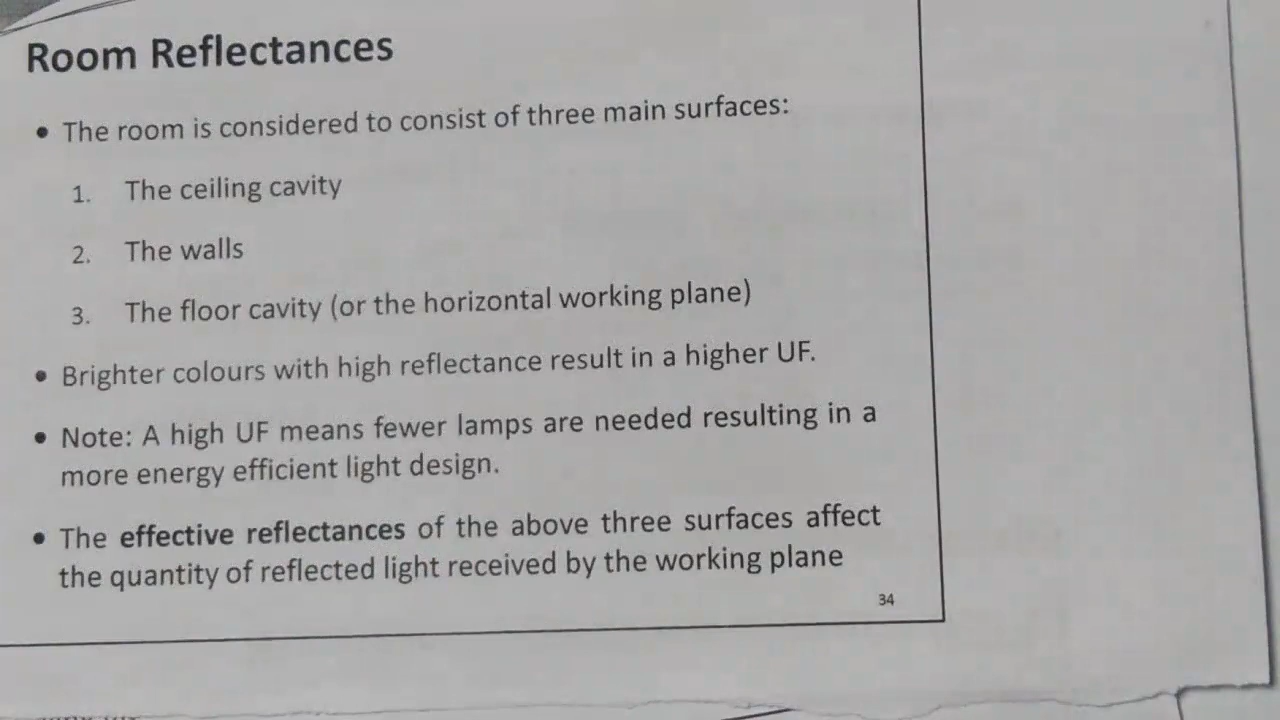 Room Reflectances
• The room is considered to consist of three main surfaces:
1. The ceiling cavity
2. The walls
3. The floor cavity (or the horizontal working plane)
• Brighter colours with high reflectance result in a higher UF.
• Note: A high UF means fewer lamps are needed resulting in a
more energy efficient light design.
• The effective reflectances of the above three surfaces affect
the quantity of reflected light received by the working plane
34